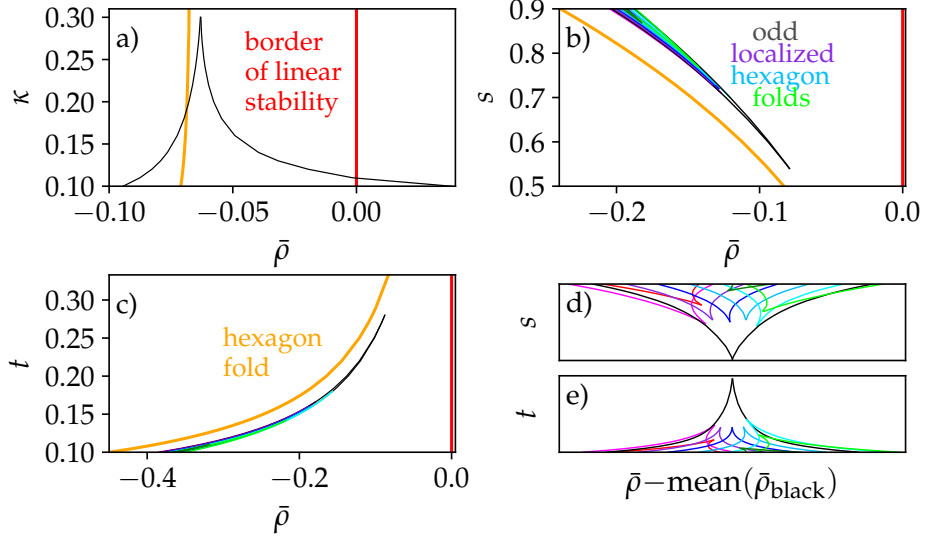 a)
border
of linear
stability
κ
0.30
0.25
0.20
0.15
0.10
−0.10
−0.05
0.00
ρ̄
b)
odd
localized
hexagon
folds
s
0.9
0.8
0.7
0.6
0.5
−0.2
−0.1
0.0
ρ̄
c)
hexagon
fold
t
0.30
0.25
0.20
0.15
0.10
−0.4
−0.2
0.0
ρ̄
d)
s
e)
t
ρ̄−mean(ρ̄black)